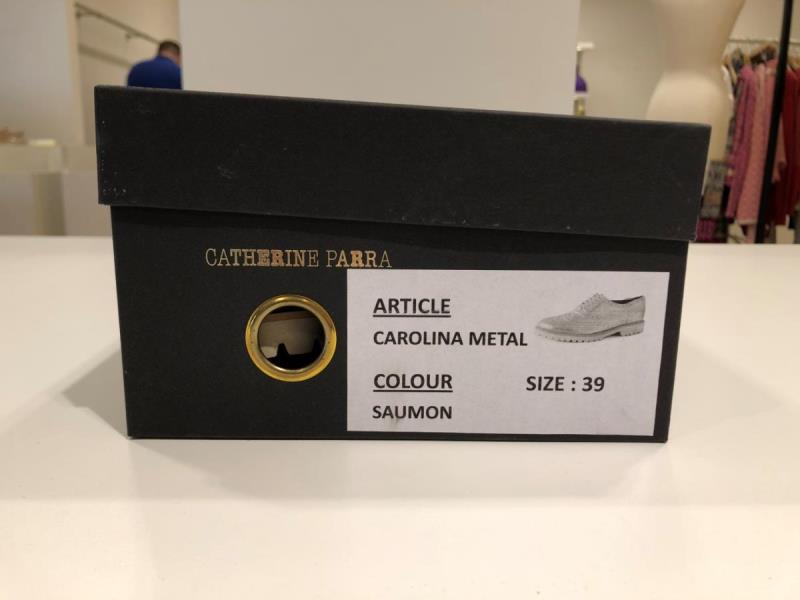 CATHERINE PARRA
ARTICLE
CAROLINA METAL
COLOUR
SIZE : 39
SAUMON